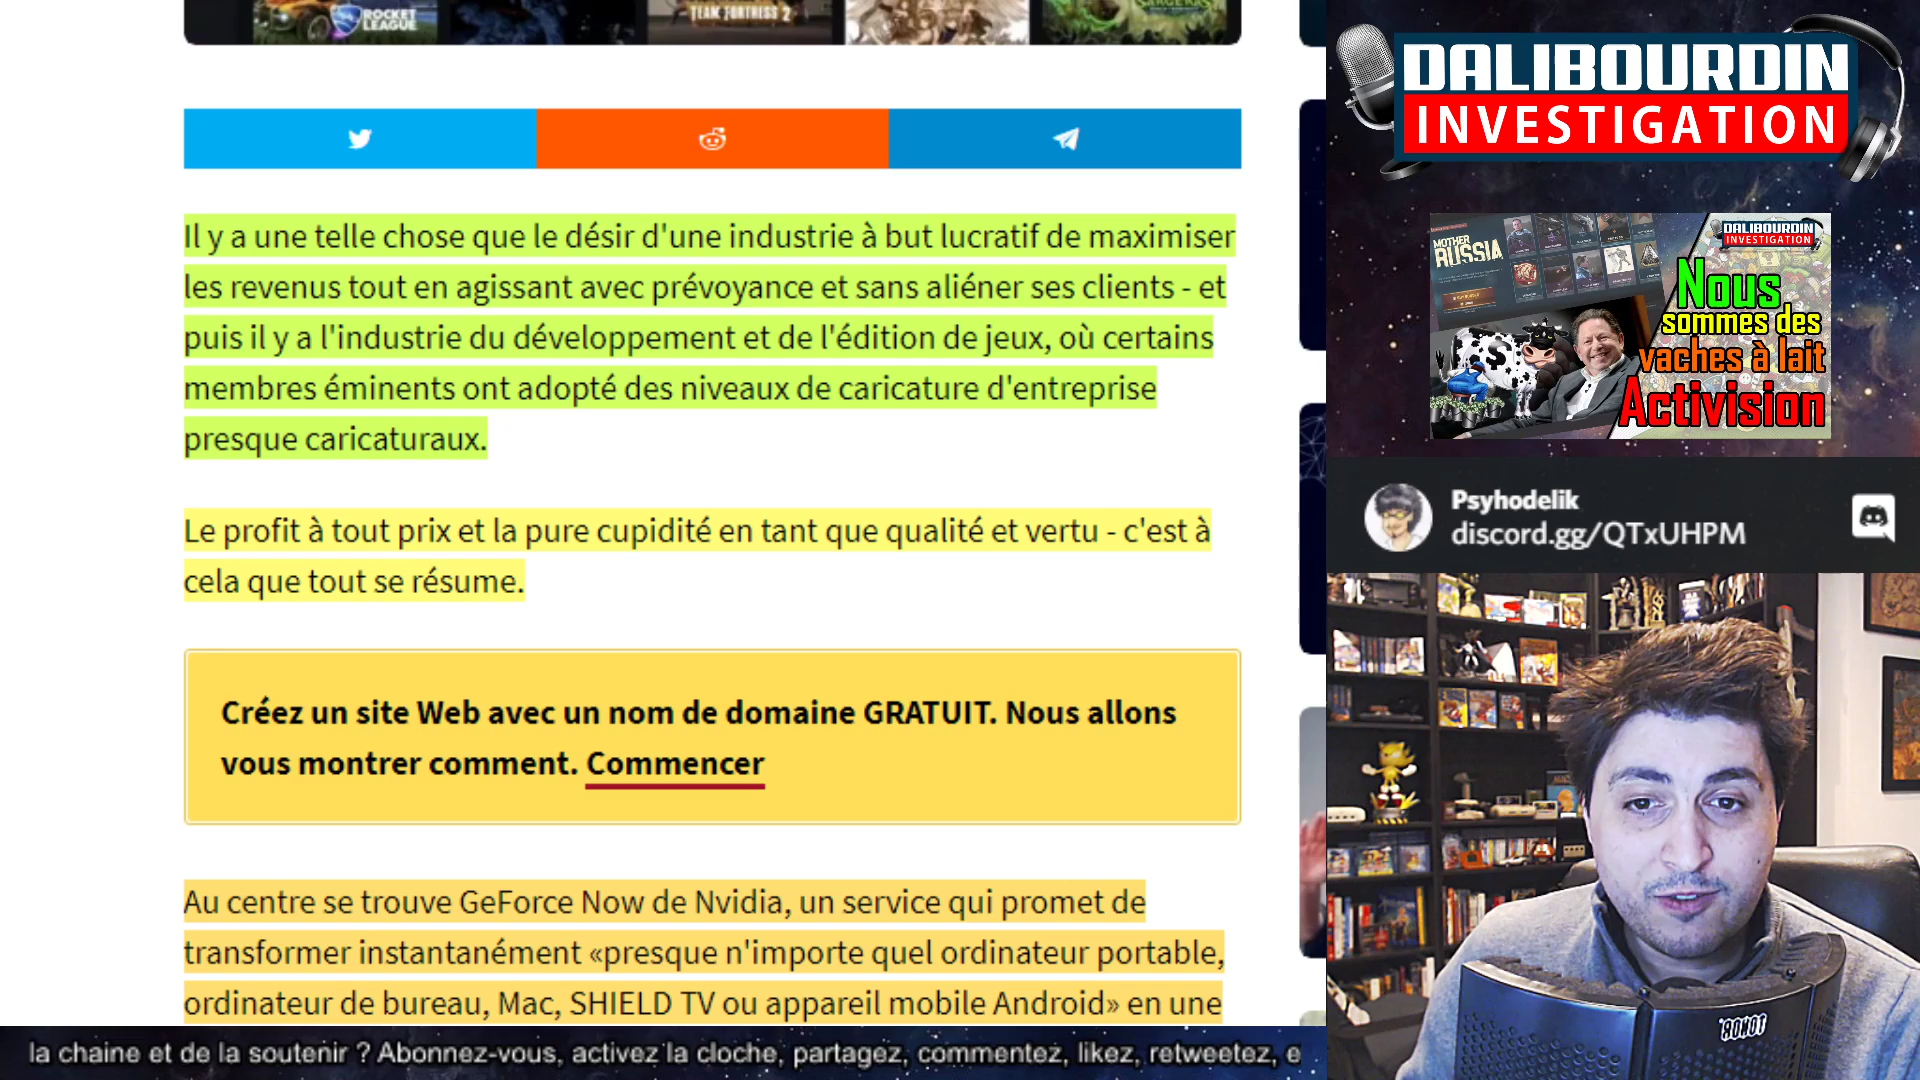 ROCKET
LEAGUE
TEAM FORTRESS 2
SARGERAS
Il y a une telle chose que le désir d'une industrie à but lucratif de maximiser
les revenus tout en agissant avec prévoyance et sans aliéner ses clients - et
puis il y a l'industrie du développement et de l'édition de jeux, où certains
membres éminents ont adopté des niveaux de caricature d'entreprise
presque caricaturaux.
Le profit à tout prix et la pure cupidité en tant que qualité et vertu - c'est à
cela que tout se résume.
Créez un site Web avec un nom de domaine GRATUIT. Nous allons
vous montrer comment. Commencer
Au centre se trouve GeForce Now de Nvidia, un service qui promet de
transformer instantanément «presque n'importe quel ordinateur portable,
ordinateur de bureau, Mac, SHIELD TV ou appareil mobile Android» en une
la chaine et de la soutenir ? Abonnez-vous, activez la cloche, partagez, commentez, likez, retweetez, e
DALIBOURDIN
INVESTIGATION
MOTHER
RUSSIA
DALIBOURDIN
INVESTIGATION
Nous
sommes des
vaches à lait
Activision
Psyhodelik
discord.gg/QTxUHPM